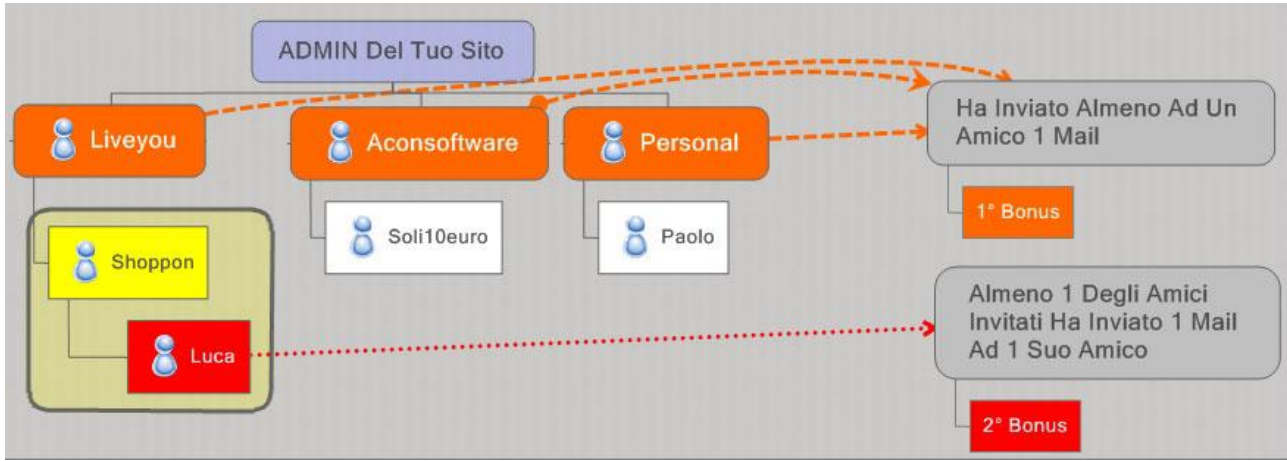 ADMIN Del Tuo Sito
Liveyou
Aconsoftware
Personal
Ha Inviato Almeno Ad Un
Amico 1 Mail
1° Bonus
Shoppon
Soli10euro
Paolo
Luca
Almeno 1 Degli Amici
Invitati Ha Inviato 1 Mail
Ad 1 Suo Amico
2° Bonus